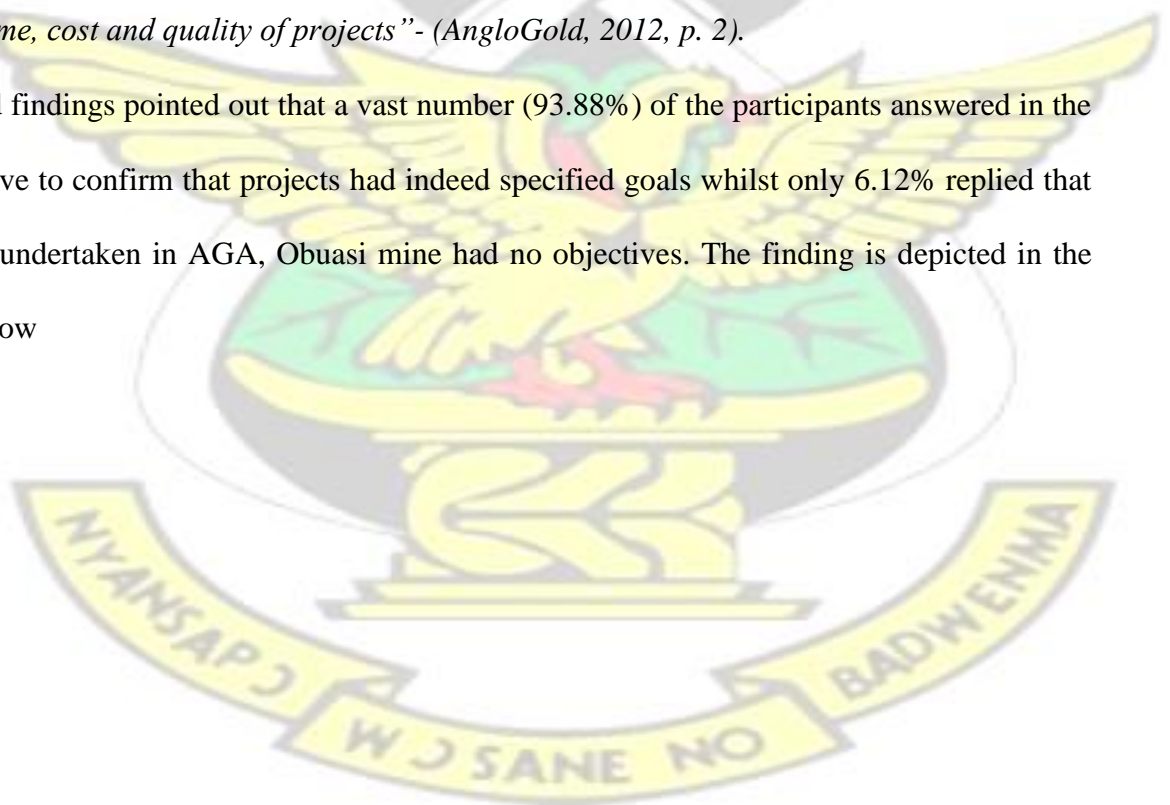 me, cost and quality of projects”- (AngloGold, 2012, p. 2).
findings pointed out that a vast number (93.88%) of the participants answered in the
ve to confirm that projects had indeed specified goals whilst only 6.12% replied that
undertaken in AGA, Obuasi mine had no objectives. The finding is depicted in the
ow
NYANSAPƆ
WƆSANE NO
BADWENMA